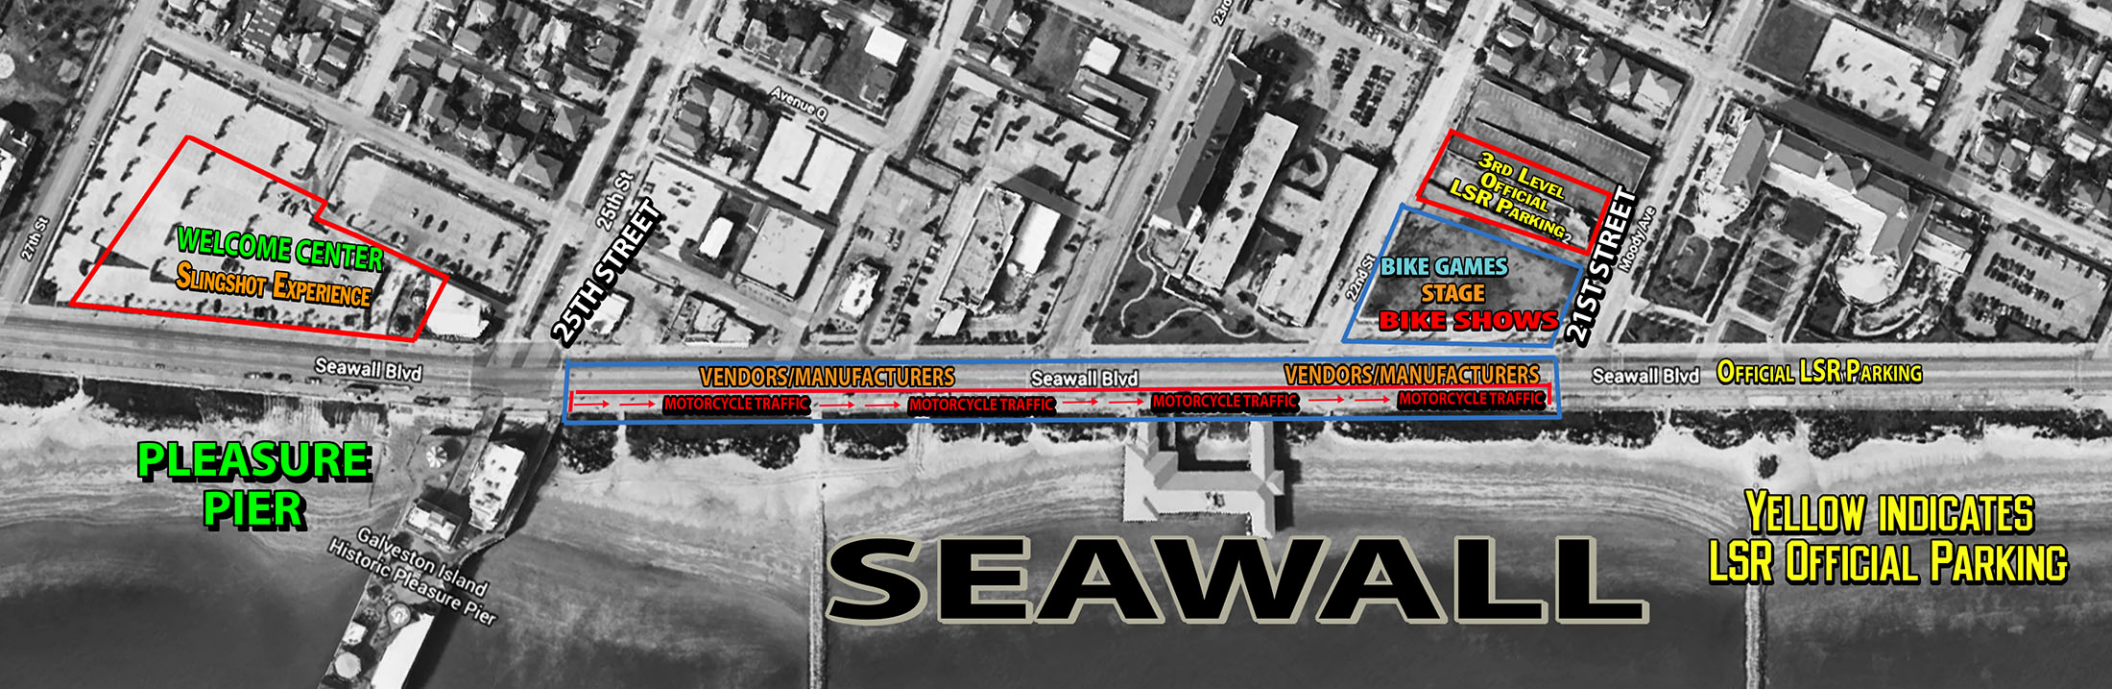 23rd
Avenue Q
27th St
25th St
25TH STREET
WELCOME CENTER
SLINGSHOT EXPERIENCE
3RD LEVEL
OFFICIAL
LSR PARKING
22nd St
BIKE GAMES
STAGE
BIKE SHOWS
21ST STREET
Moody Ave
Seawall Blvd
VENDORS/MANUFACTURERS
Seawall Blvd
VENDORS/MANUFACTURERS
Seawall Blvd
OFFICIAL LSR PARKING
MOTORCYCLE TRAFFIC
MOTORCYCLE TRAFFIC
MOTORCYCLE TRAFFIC
MOTORCYCLE TRAFFIC
PLEASURE
PIER
Galveston Island
Historic Pleasure Pier
SEAWALL
YELLOW INDICATES
LSR OFFICIAL PARKING